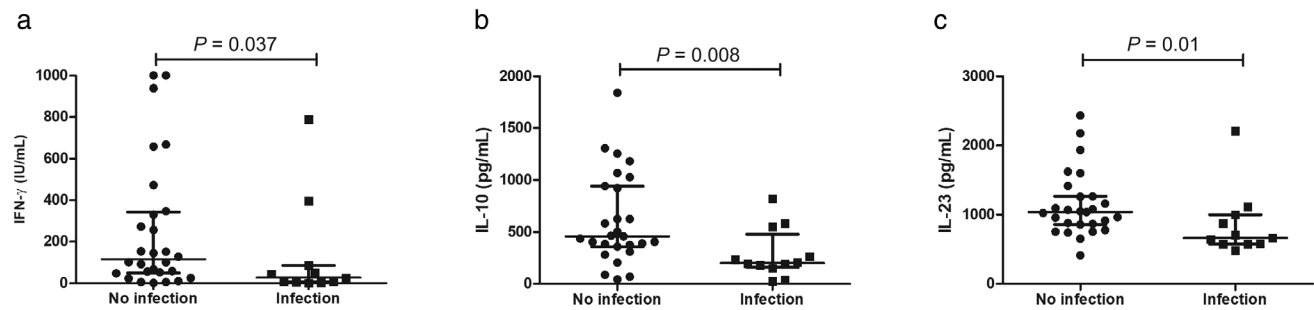 a
P = 0.037
IFN-γ (IU/mL)
1000
800
600
400
200
0
No infection
Infection
b
P = 0.008
IL-10 (pg/mL)
2000
1500
1000
500
0
No infection
Infection
c
P = 0.01
IL-23 (pg/mL)
3000
2000
1000
0
No infection
Infection